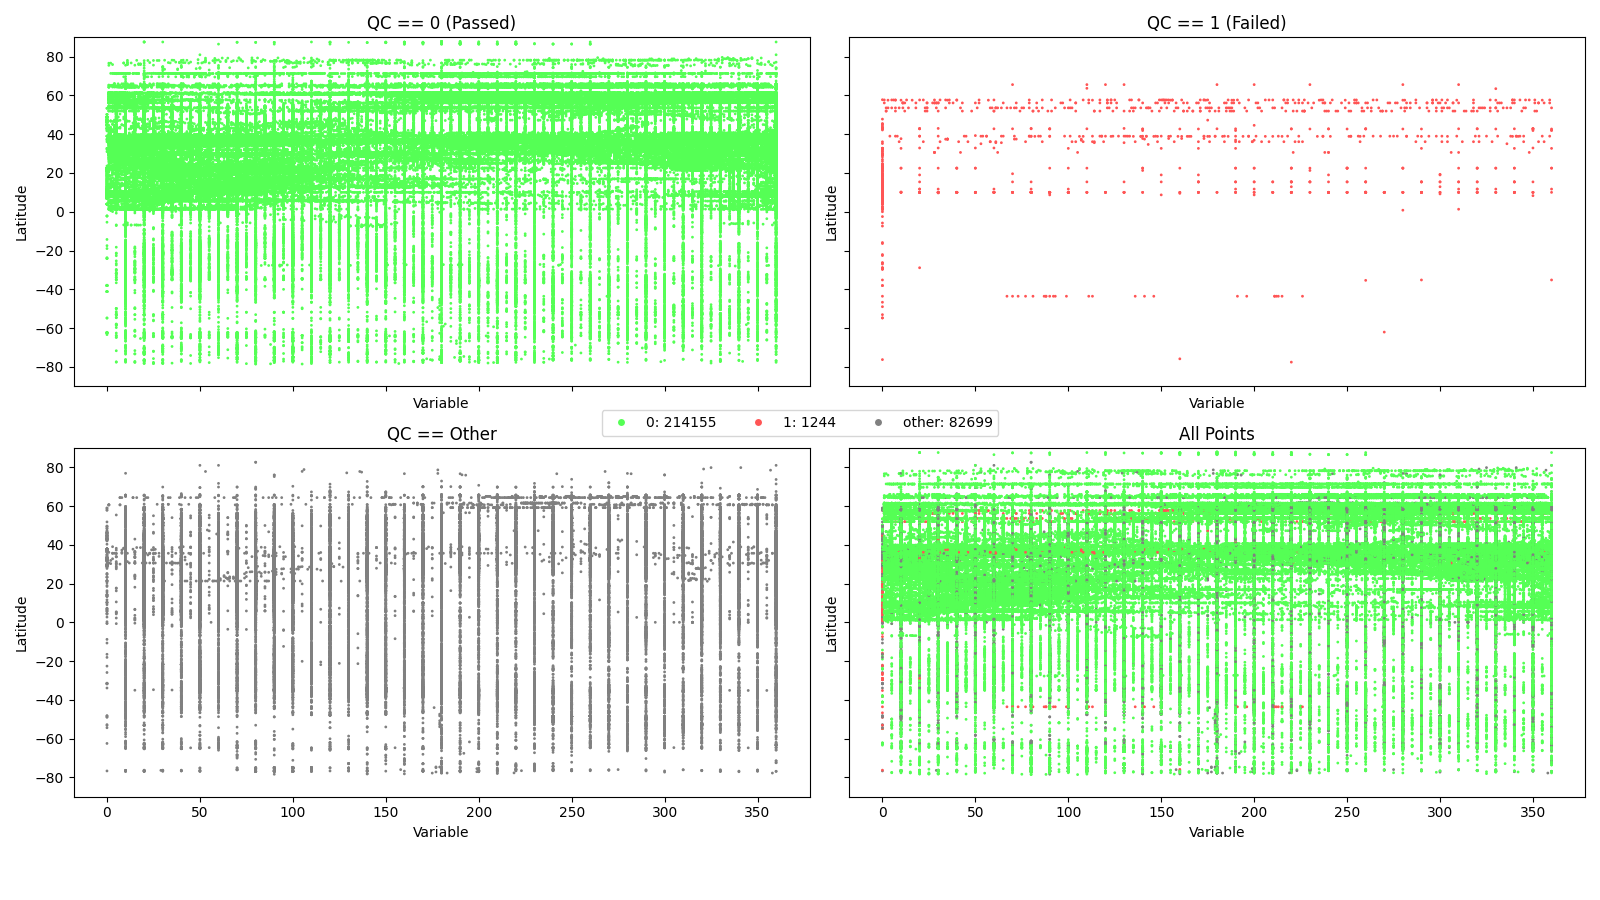 QC == 0 (Passed)
QC == 1 (Failed)
Latitude
80
60
40
20
0
−20
−40
−60
−80
Variable
Latitude
Variable
0: 214155
1: 1244
other: 82699
QC == Other
All Points
Latitude
80
60
40
20
0
−20
−40
−60
−80
0
50
100
150
200
250
300
350
Variable
Latitude
0
50
100
150
200
250
300
350
Variable